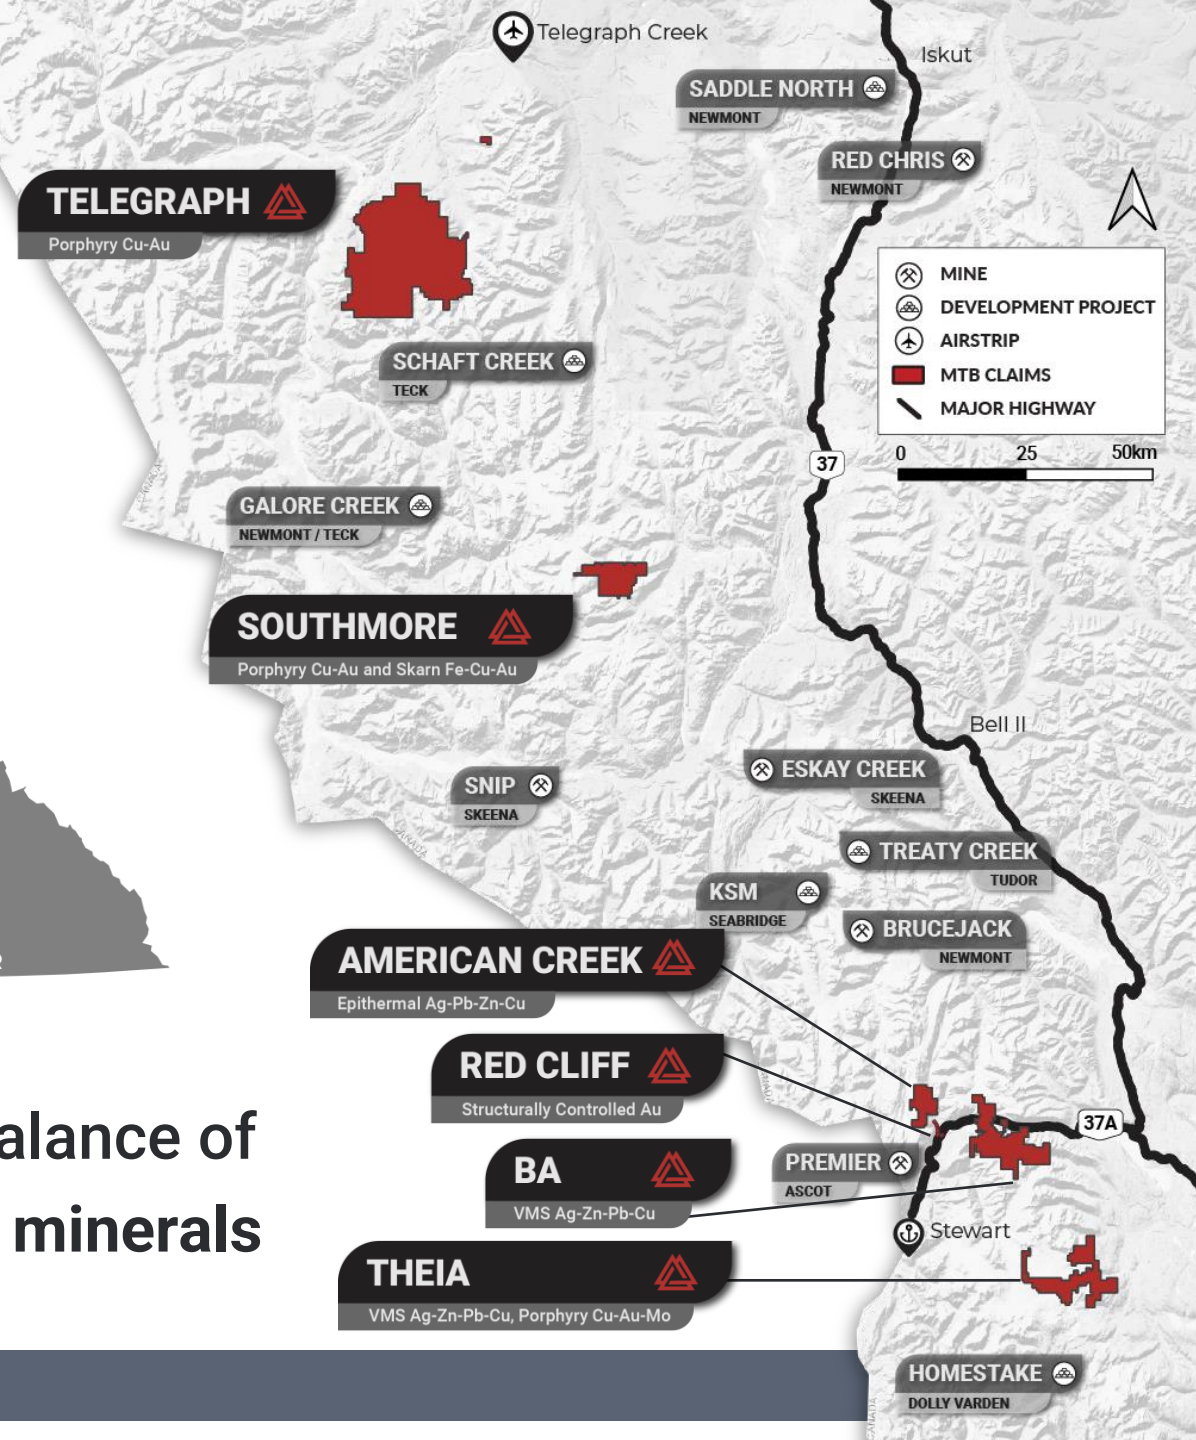 Telegraph Creek
Iskut
SADDLE NORTH
NEWMONT
RED CHRIS
NEWMONT
TELEGRAPH
Porphyry Cu-Au
MINE
DEVELOPMENT PROJECT
AIRSTRIP
MTB CLAIMS
MAJOR HIGHWAY
0 25 50km
SCHAFT CREEK
TECK
37
GALORE CREEK
NEWMONT / TECK
SOUTHMORE
Porphyry Cu-Au and Skarn Fe-Cu-Au
Bell II
ESKAY CREEK
SKEENA
SNIP
SKEENA
CANADA
TREATY CREEK
TUDOR
KSM
SEABRIDGE
BRUCEJACK
NEWMONT
AMERICAN CREEK
Epithermal Ag-Pb-Zn-Cu
RED CLIFF
Structurally Controlled Au
37A
alance of
BA
VMS Ag-Zn-Pb-Cu
PREMIER
ASCOT
minerals
Stewart
THEIA
VMS Ag-Zn-Pb-Cu, Porphyry Cu-Au-Mo
HOMESTAKE
DOLLY VARDEN
CANADA